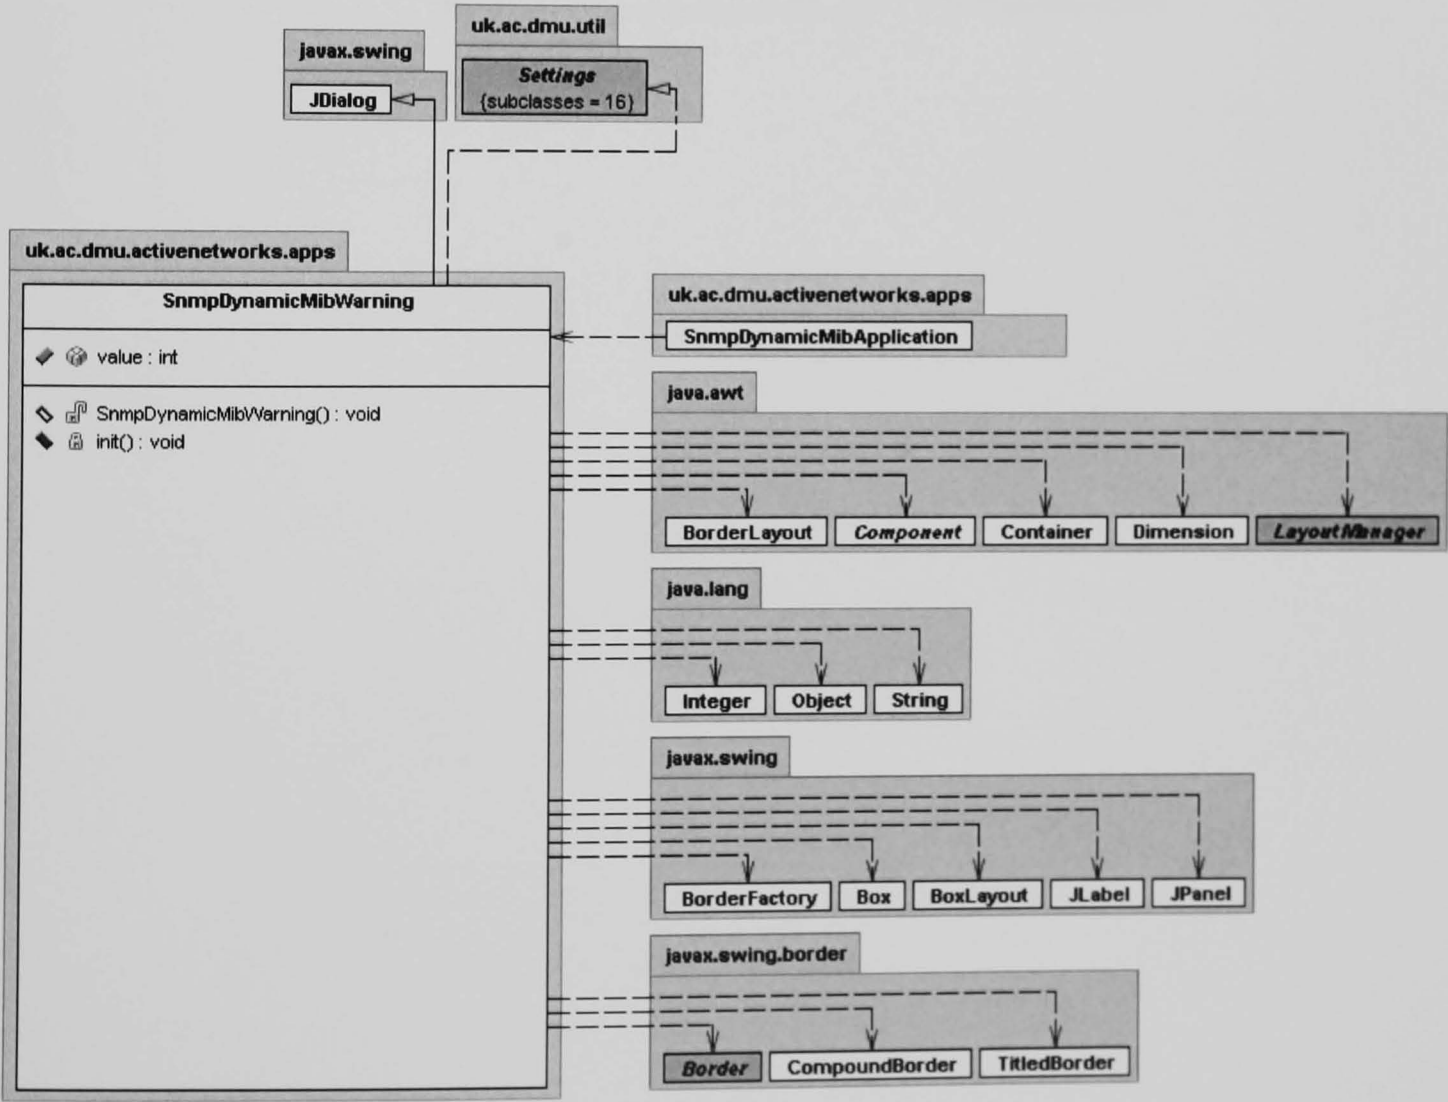 uk.ac.dmu.util
javax.swing
Settings
{subclasses = 16}
JDialog
uk.ac.dmu.activenetworks.apps
SnmpDynamicMibWarning
value : int
SnmpDynamicMibWarning() : void
init() : void
uk.ac.dmu.activenetworks.apps
SnmpDynamicMibApplication
java.awt
BorderLayout Component Container Dimension LayoutManager
java.lang
Integer Object String
javax.swing
BorderFactory Box BoxLayout JLabel JPanel
javax.swing.border
Border CompoundBorder TitledBorder